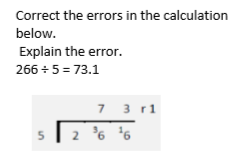 Correct the errors in the calculation
below.
Explain the error.
266 ÷ 5 = 73.1
7 3 r1
5 2 ³6 ¹6